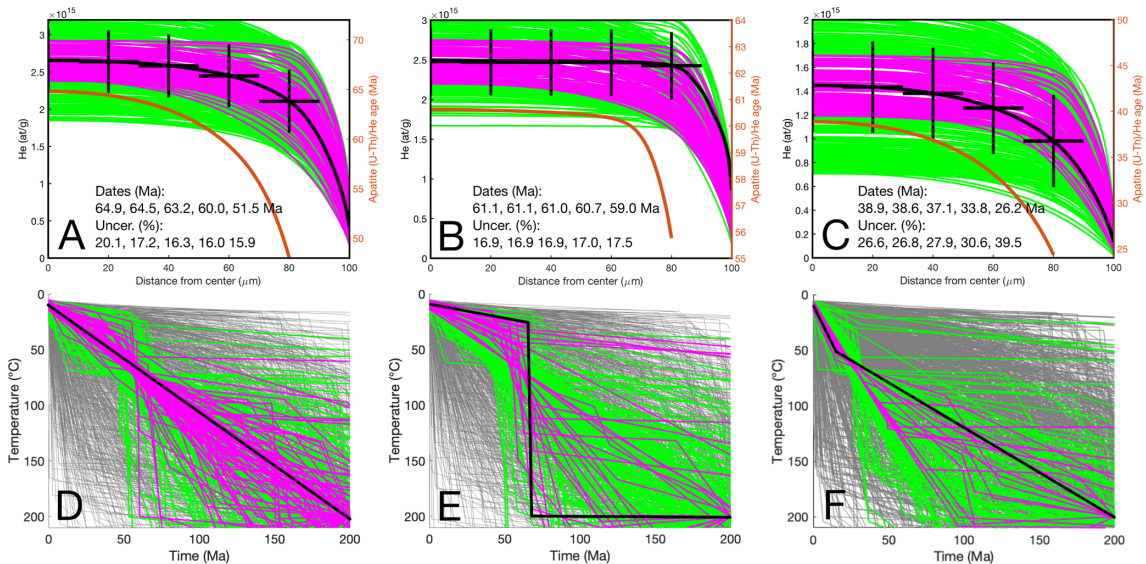 ×10^15
3
2.5
2
1.5
1
0.5
0
He (at/g)
70
65
60
55
50
Apatite (U-Th)/He age (Ma)
Dates (Ma):
64.9, 64.5, 63.2, 60.0, 51.5 Ma
Uncer. (%):
20.1, 17.2, 16.3, 16.0 15.9
A
0 20 40 60 80 100
Distance from center (μm)
×10^15
3
2.5
2
1.5
1
0.5
0
He (at/g)
64
63
62
61
60
59
58
57
56
55
Apatite (U-Th)/He age (Ma)
Dates (Ma):
61.1, 61.1, 61.0, 60.7, 59.0 Ma
Uncer. (%):
16.9, 16.9 16.9, 17.0, 17.5
B
0 20 40 60 80 100
Distance from center (μm)
×10^15
2
1.8
1.6
1.4
1.2
1
0.8
0.6
0.4
0.2
0
He (at/g)
50
45
40
35
30
25
Apatite (U-Th)/He age (Ma)
Dates (Ma):
38.9, 38.6, 37.1, 33.8, 26.2 Ma
Uncer. (%):
26.6, 26.8, 27.9, 30.6, 39.5
C
0 20 40 60 80 100
Distance from center (μm)
0
50
100
150
200
Temperature (°C)
D
0 50 100 150 200
Time (Ma)
0
50
100
150
200
Temperature (°C)
E
0 50 100 150 200
Time (Ma)
0
50
100
150
200
Temperature (°C)
F
0 50 100 150 200
Time (Ma)